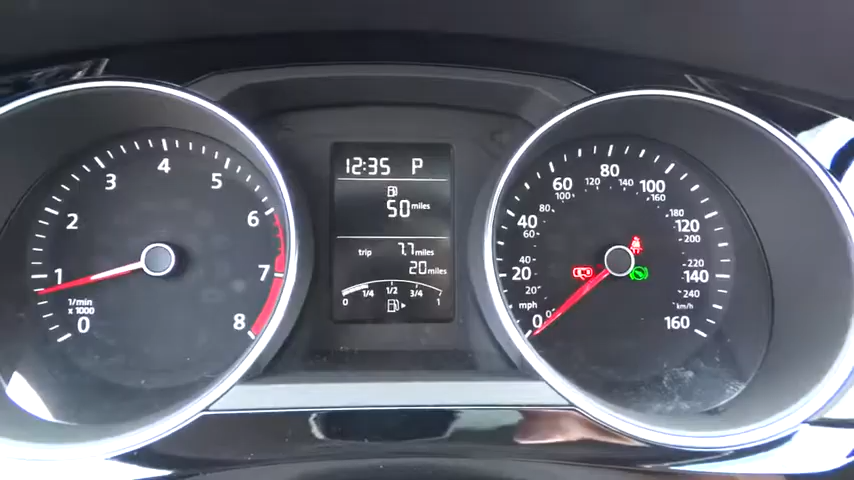 12:35 P
50 miles
trip 7.7 miles
20 miles
0 1/4 1/2 3/4 1
0 1 2 3 4 5 6 7 8
1/min
x 1000
0 20 40 60 80 100 120 140 160
mph
0 20 40 60 80 100 120 140 160 180 200 220 240
km/h